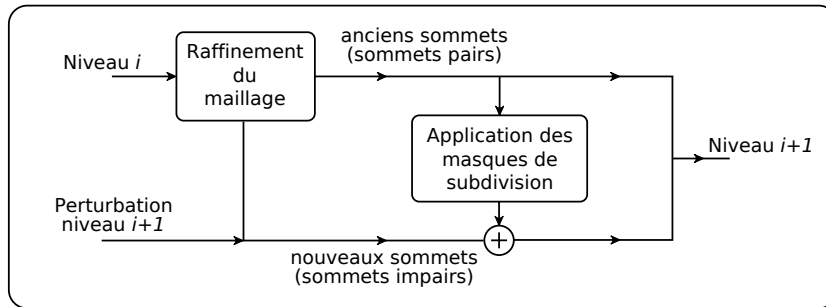 Niveau i
Raffinement
du
maillage
anciens sommets
(sommets pairs)
Application des
masques de
subdivision
Niveau i+1
Perturbation
niveau i+1
nouveaux sommets
(sommets impairs)
+